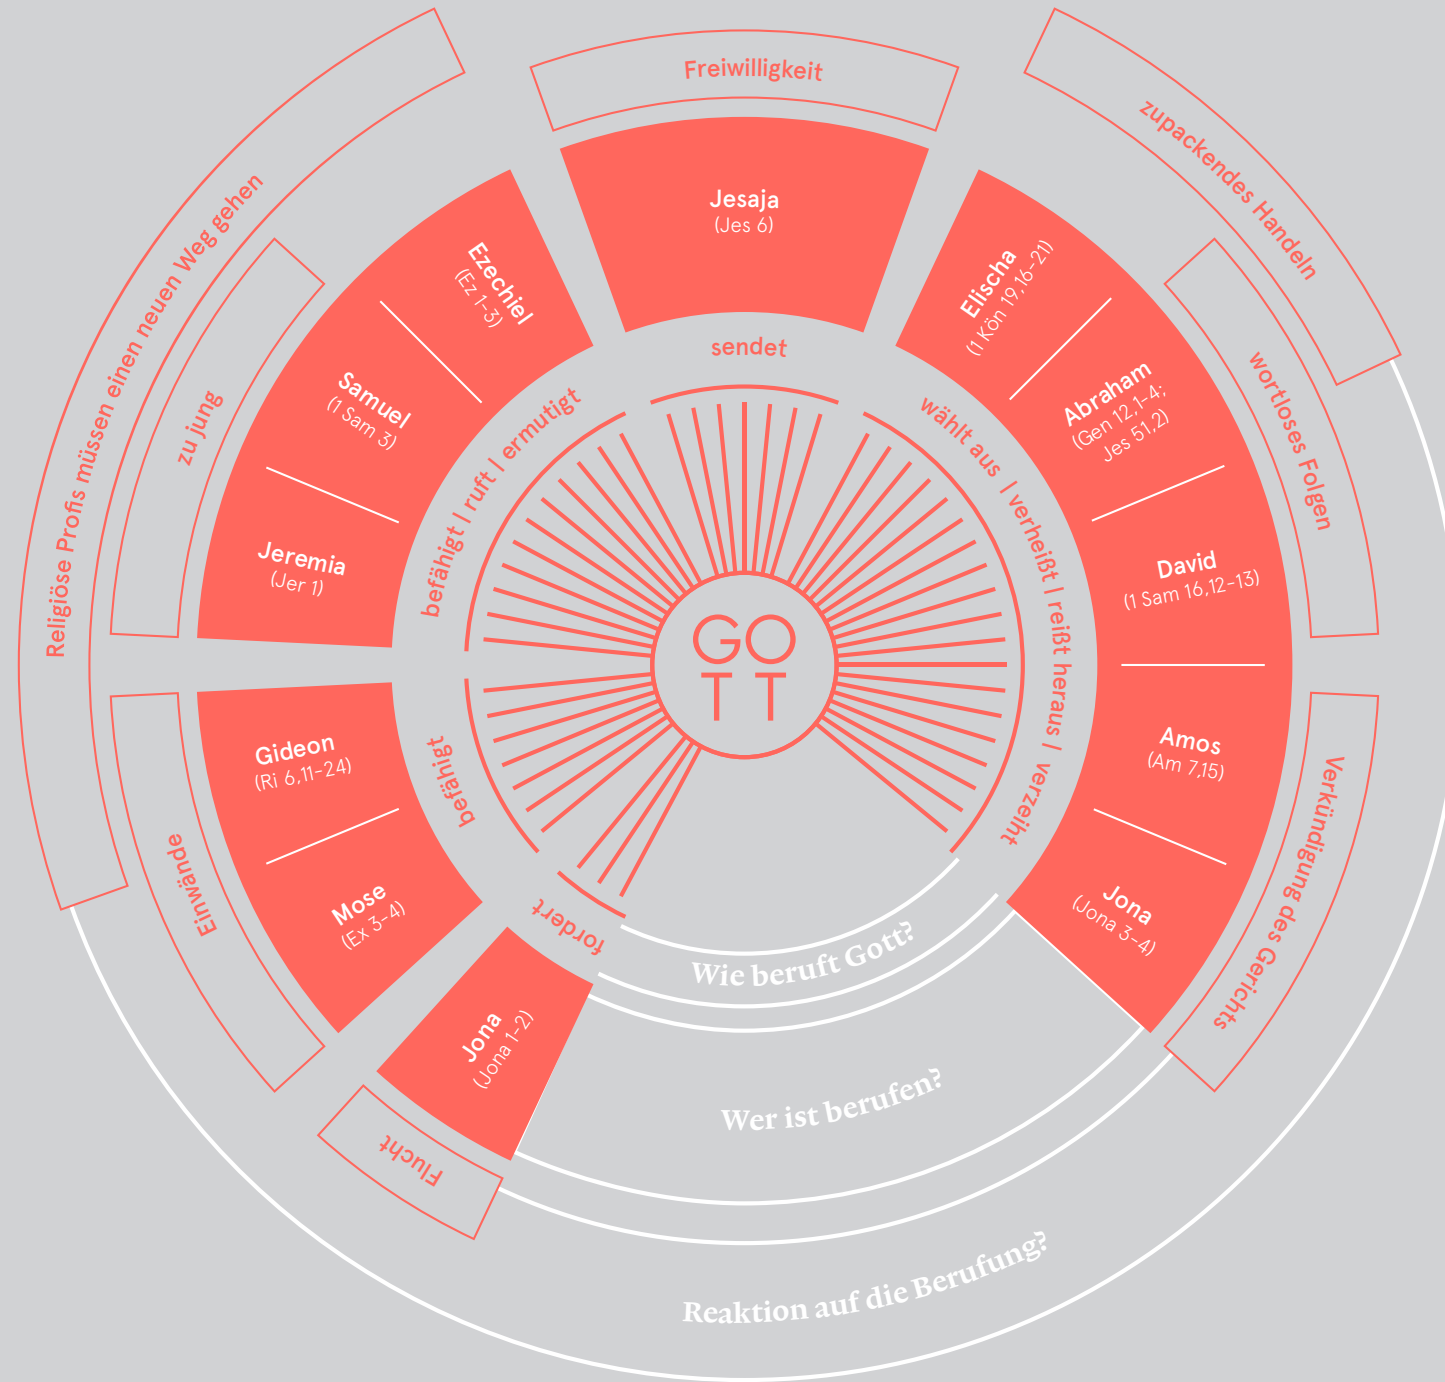 Freiwilligkeit
Jesaja
(Jes 6)
sendet
zupackendes Handeln
Elischa
(1 Kön 19,16–21)
Abraham
(Gen 12,1–4;
Jes 51,2)
wortloses Folgen
David
(1 Sam 16,12–13)
wählt aus | verheißt | reißt heraus | verzeiht
Amos
(Am 7,15)
Jona
(Jona 3–4)
Verkündigung des Gerichts
GO
TT
Religiöse Profis müssen einen neuen Weg gehen
zu jung
Ezechiel
(Ez 1–3)
Samuel
(1 Sam 3)
Jeremia
(Jer 1)
befähigt | ruft | ermutigt
Gideon
(Ri 6,11–24)
Mose
(Ex 3–4)
befähigt
Einwände
fordert
Jona
(Jona 1–2)
Flucht
Wie beruft Gott?
Wer ist berufen?
Reaktion auf die Berufung?